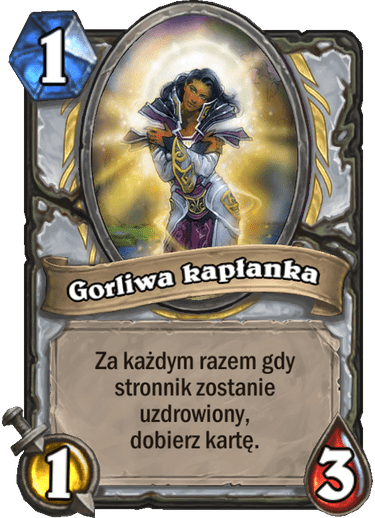 1
Gorliwa kapłanka
Za każdym razem gdy
stronnik zostanie
uzdrowiony,
dobierz kartę.
1
3